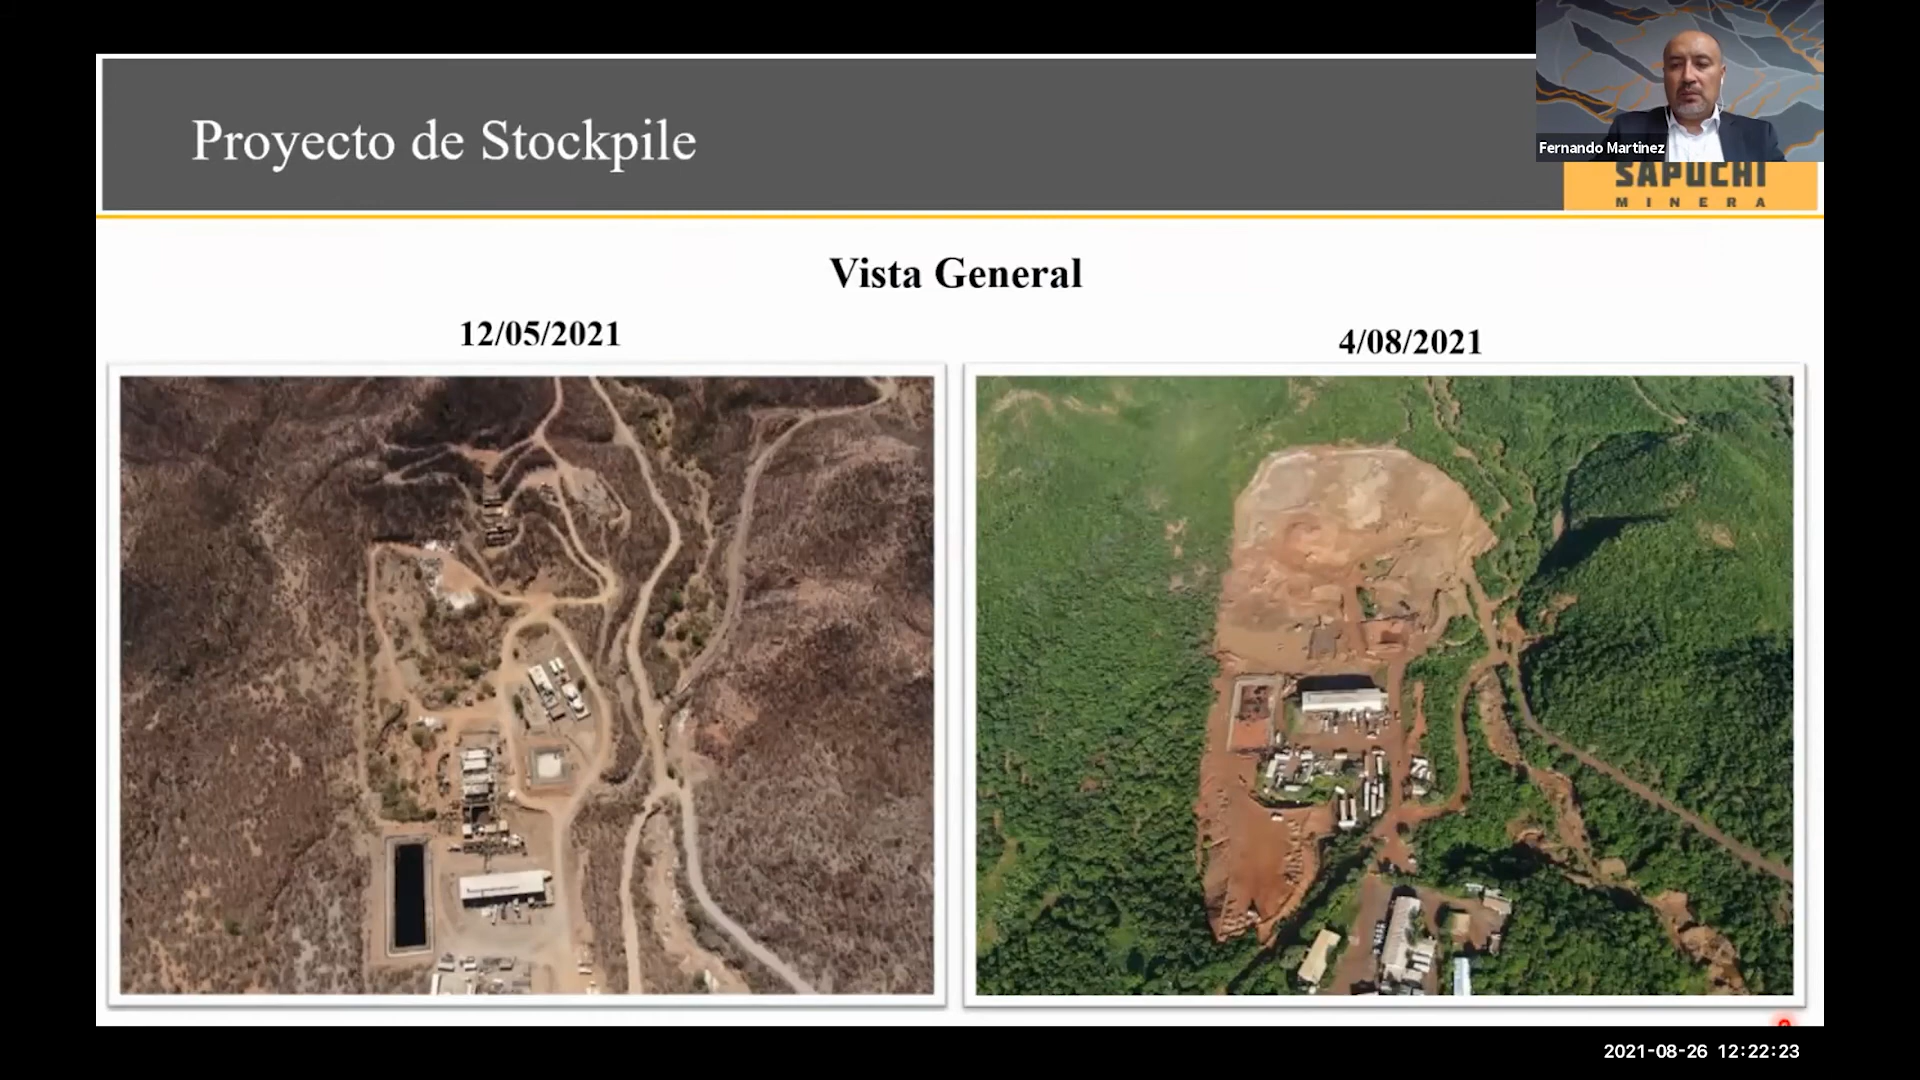 Proyecto de Stockpile
Fernando Martinez
SAPUCHI
MINERA
Vista General
12/05/2021
4/08/2021
2021-08-26 12:22:23